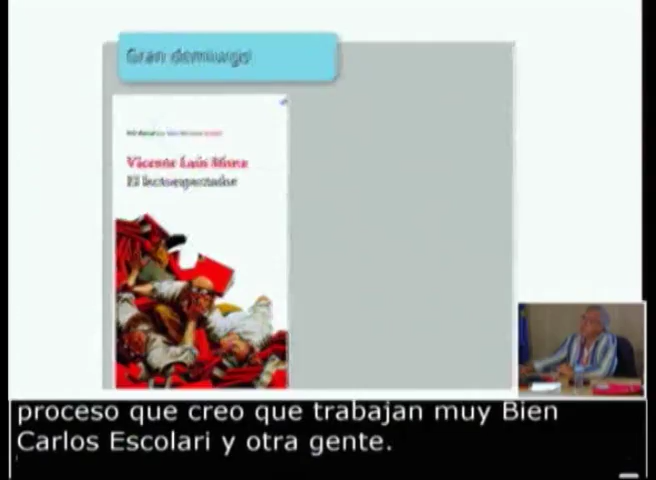 Gran demiurgo
Vicente Luis Mora
El lectoespectador
proceso que creo que trabajan muy Bien
Carlos Escolari y otra gente.